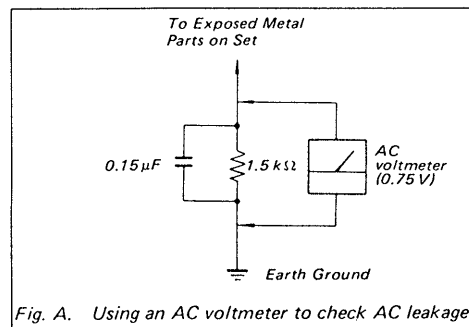 To Exposed Metal
Parts on Set
0.15μF
1.5kΩ
AC
voltmeter
(0.75V)
Earth Ground
Fig. A. Using an AC voltmeter to check AC leakage